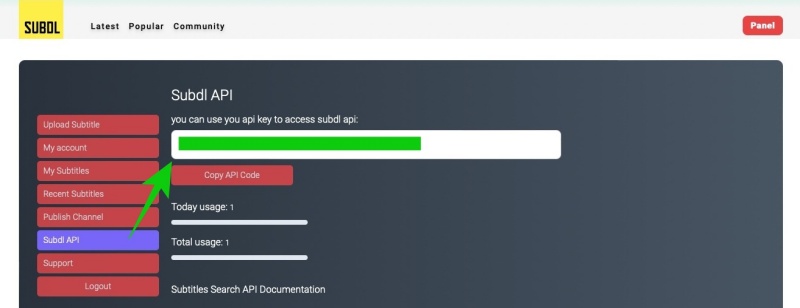 SUBDL
Latest Popular Community
Panel
Subdl API
you can use you api key to access subdl api:
Upload Subtitle
My account
My Subtitles
Recent Subtitles
Publish Channel
Subdl API
Support
Logout
Copy API Code
Today usage: 1
Total usage: 1
Subtitles Search API Documentation